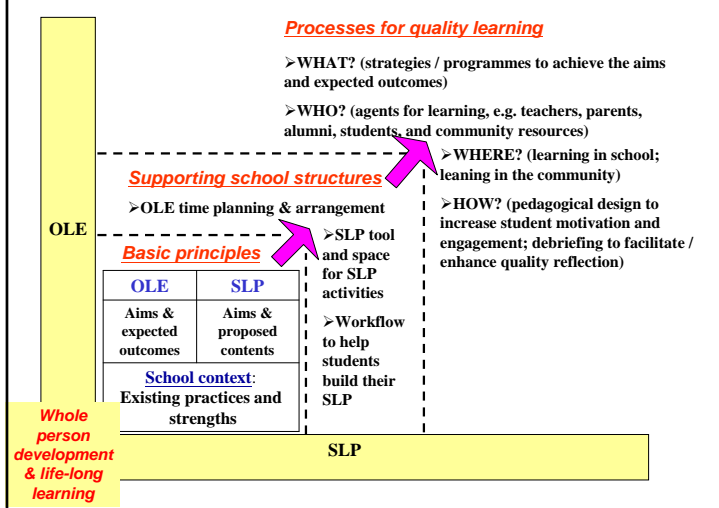 Processes for quality learning
➢WHAT? (strategies / programmes to achieve the aims
and expected outcomes)
➢WHO? (agents for learning, e.g. teachers, parents,
alumni, students, and community resources)
➢WHERE? (learning in school;
leaning in the community)
➢HOW? (pedagogical design to
increase student motivation and
engagement; debriefing to facilitate /
enhance quality reflection)
Supporting school structures
➢OLE time planning & arrangement
➢SLP tool
and space
for SLP
activities
➢Workflow
to help
students
build their
SLP
OLE
Basic principles
OLE
SLP
Aims &
expected
outcomes
Aims &
proposed
contents
School context:
Existing practices and
strengths
Whole
person
development
& life-long
learning
SLP